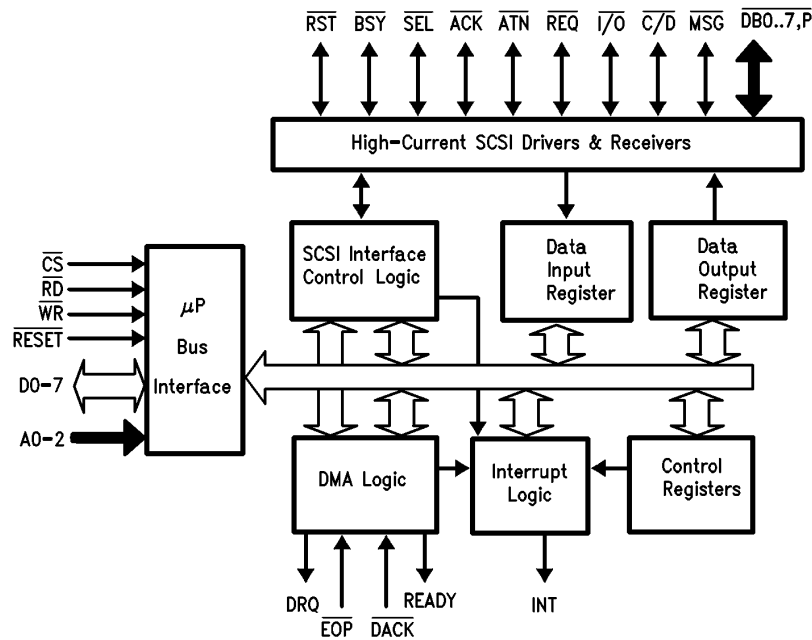 RST BSY SEL ACK ATN REQ I/O C/D MSG DB0..7,P
High-Current SCSI Drivers & Receivers
SCSI Interface
Control Logic
Data
Input
Register
Data
Output
Register
CS
RD
WR
RESET
D0-7
A0-2
μP
Bus
Interface
DMA Logic
Interrupt
Logic
Control
Registers
DRQ
EOP
DACK
READY
INT